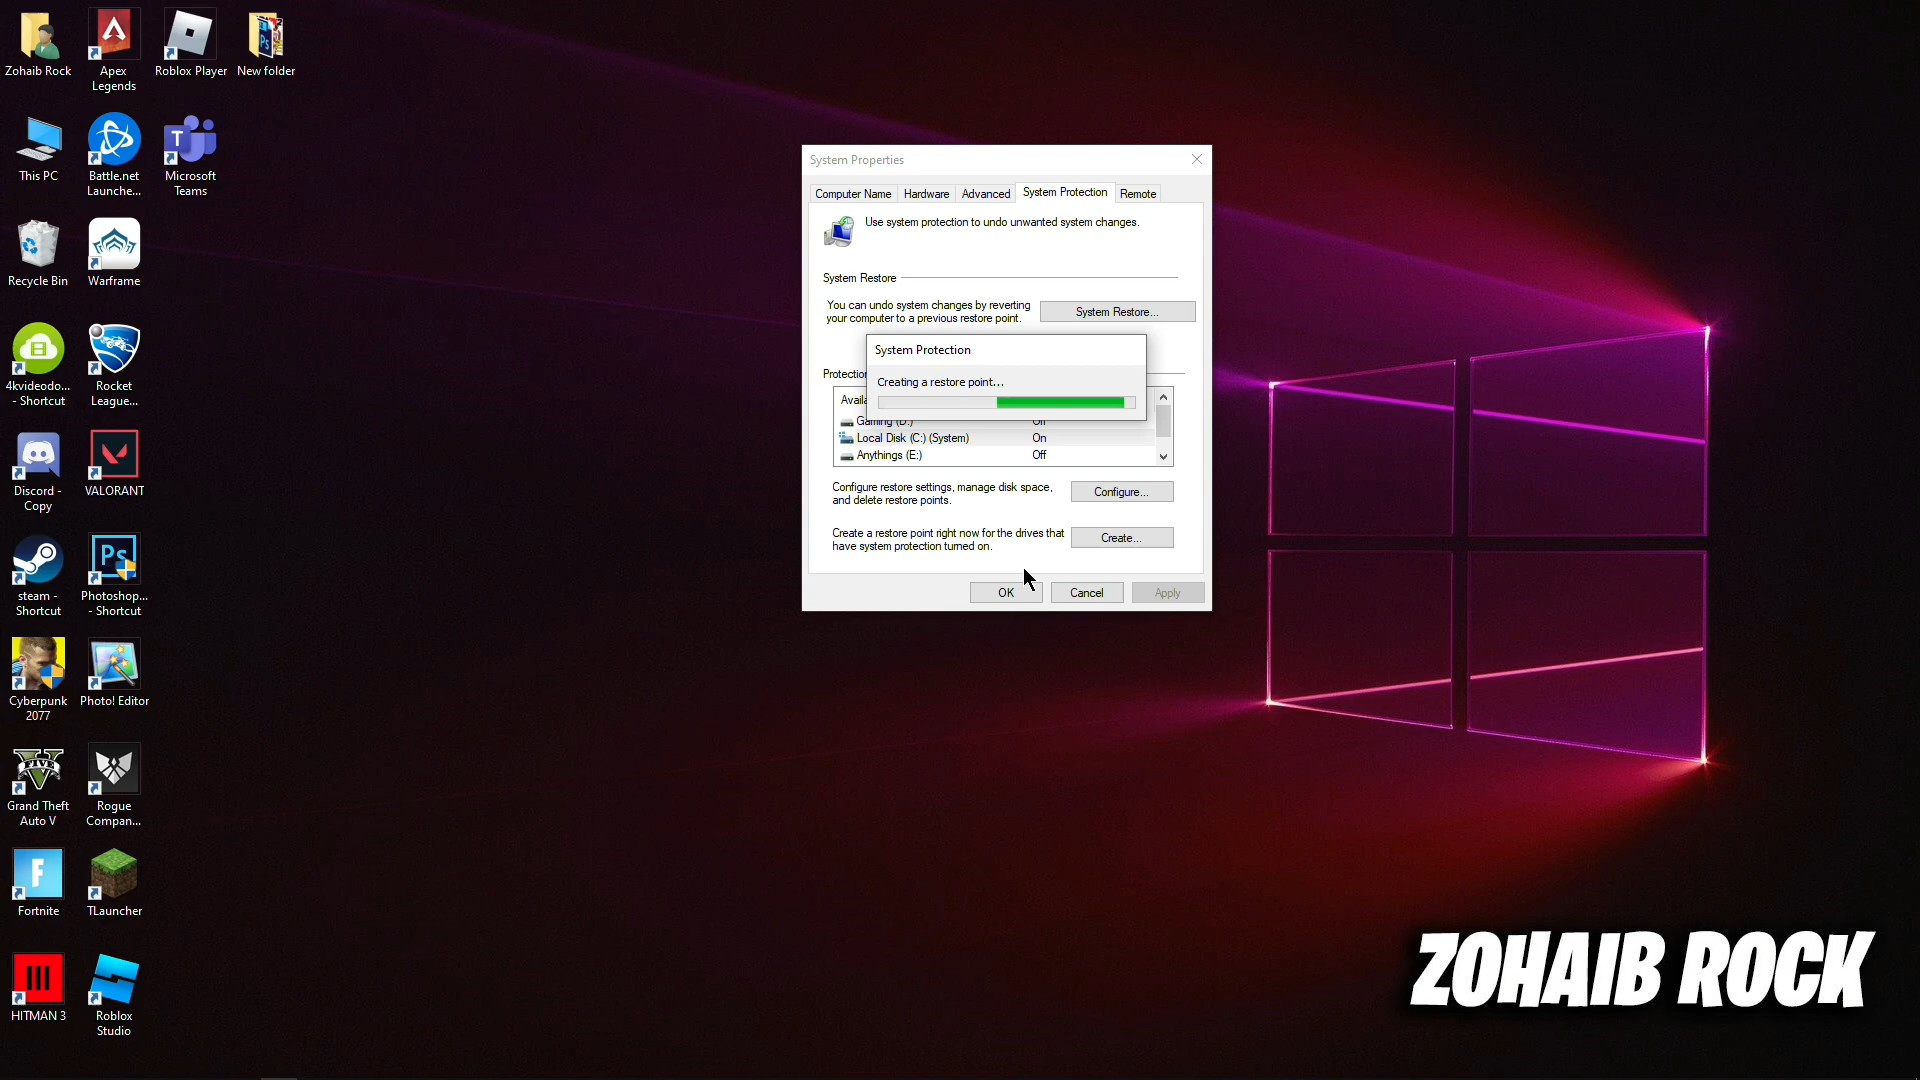 Zohaib Rock
Apex
Legends
Roblox Player
New folder
This PC
Battle.net
Launche...
Microsoft
Teams
Recycle Bin
Warframe
4kvideodo...
- Shortcut
Rocket
League...
Discord -
Copy
VALORANT
steam -
Shortcut
Photoshop...
- Shortcut
Cyberpunk
2077
Photo! Editor
Grand Theft
Auto V
Rogue
Compan...
Fortnite
TLauncher
HITMAN 3
Roblox
Studio
System Properties
Computer Name
Hardware
Advanced
System Protection
Remote
Use system protection to undo unwanted system changes.
System Restore
You can undo system changes by reverting
your computer to a previous restore point.
System Restore...
System Protection
Creating a restore point...
Protection
Availa
Gaming (D:) Off
Local Disk (C:) (System) On
Anythings (E:) Off
Configure restore settings, manage disk space,
and delete restore points.
Configure...
Create a restore point right now for the drives that
have system protection turned on.
Create...
OK
Cancel
Apply
ZOHAIB ROCK